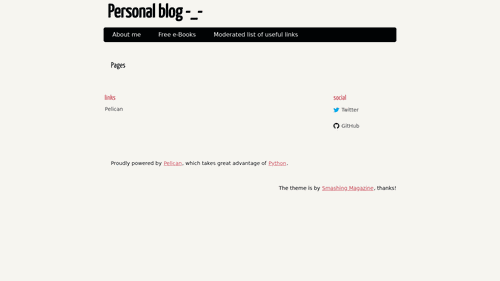 Personal blog -_-
About me Free e-Books Moderated list of useful links
Pages
links
Pelican
social
Twitter
GitHub
Proudly powered by Pelican, which takes great advantage of Python.
The theme is by Smashing Magazine, thanks!